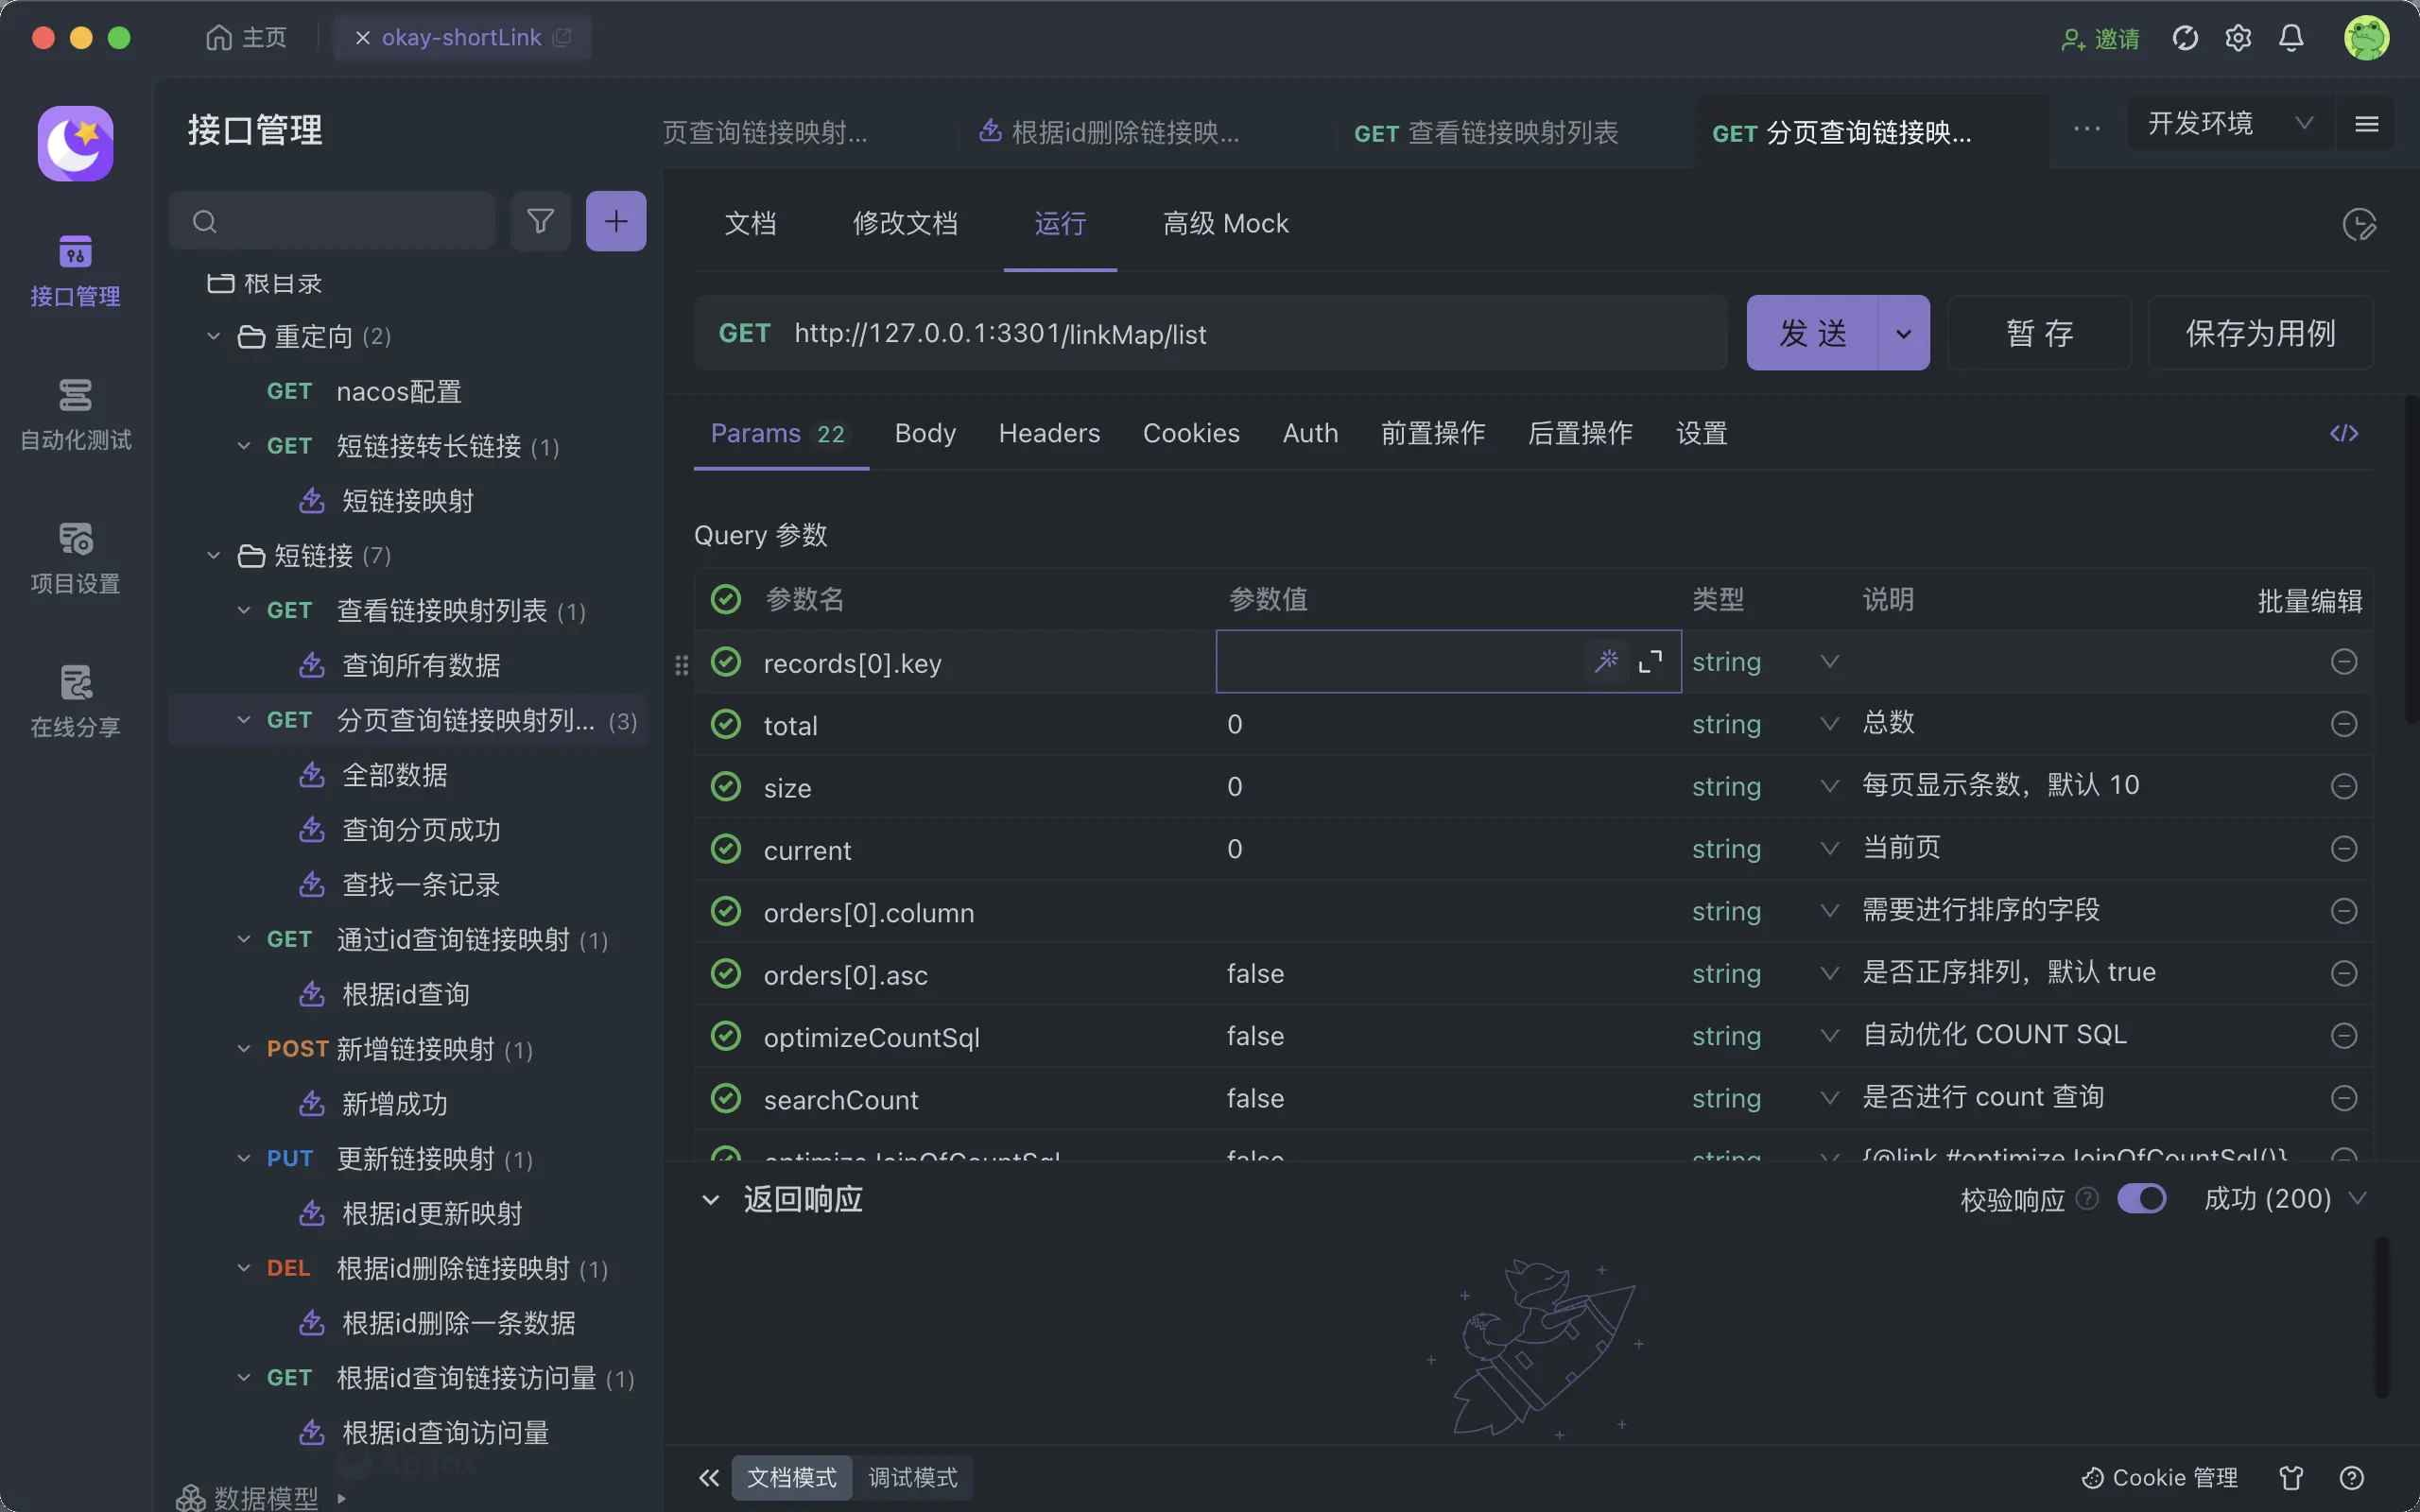 主页
okay-shortLink
邀请
接口管理
自动化测试
项目设置
在线分享
接口管理
根目录
重定向 (2)
GET nacos配置
GET 短链接转长链接 (1)
短链接映射
短链接 (7)
GET 查看链接映射列表 (1)
查询所有数据
GET 分页查询链接映射列... (3)
全部数据
查询分页成功
查找一条记录
GET 通过id查询链接映射 (1)
根据id查询
POST 新增链接映射 (1)
新增成功
PUT 更新链接映射 (1)
根据id更新映射
DEL 根据id删除链接映射 (1)
根据id删除一条数据
GET 根据id查询链接访问量 (1)
根据id查询访问量
数据模型
页查询链接映射...
根据id删除链接映...
GET 查看链接映射列表
GET 分页查询链接映...
开发环境
文档 修改文档 运行 高级 Mock
GET http://127.0.0.1:3301/linkMap/list
发 送
暂 存
保存为用例
Params 22 Body Headers Cookies Auth 前置操作 后置操作 设置
Query 参数
参数名 参数值 类型 说明 批量编辑
records[0].key string
total 0 string 总数
size 0 string 每页显示条数，默认 10
current 0 string 当前页
orders[0].column string 需要进行排序的字段
orders[0].asc false string 是否正序排列，默认 true
optimizeCountSql false string 自动优化 COUNT SQL
searchCount false string 是否进行 count 查询
optimizeJoinOfCountSql false string {@link #optimizeJoinOfCountSql()}
返回响应
校验响应
成功 (200)
文档模式 调试模式
Cookie 管理